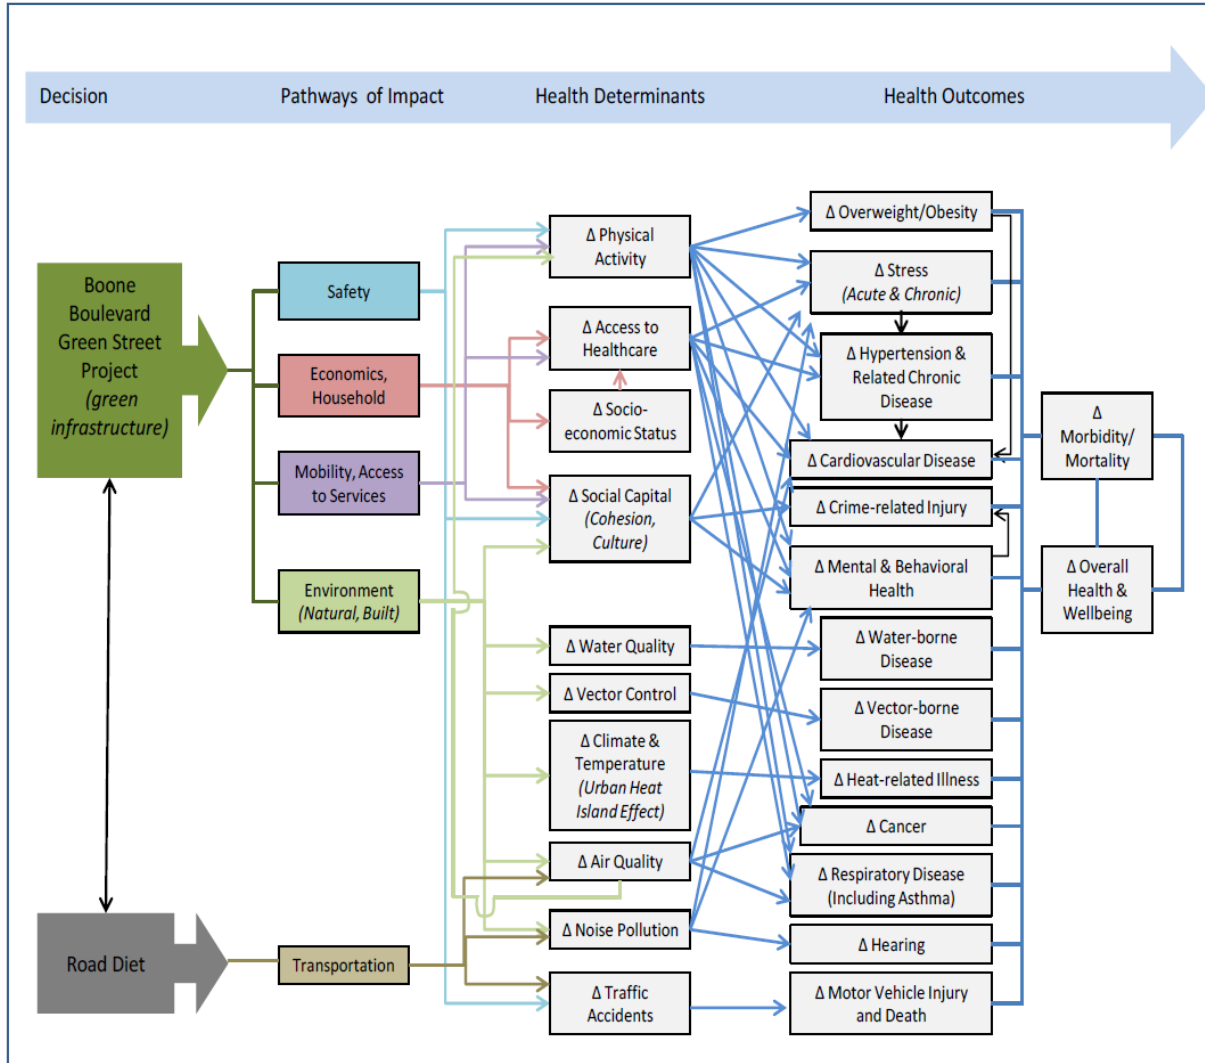 Decision
Pathways of Impact
Health Determinants
Health Outcomes
Boone
Boulevard
Green Street
Project
(green
infrastructure)
Road Diet
Safety
Economics,
Household
Mobility, Access
to Services
Environment
(Natural, Built)
Transportation
Δ Physical
Activity
Δ Access to
Healthcare
Δ Socio-
economic Status
Δ Social Capital
(Cohesion,
Culture)
Δ Water Quality
Δ Vector Control
Δ Climate &
Temperature
(Urban Heat
Island Effect)
Δ Air Quality
Δ Noise Pollution
Δ Traffic
Accidents
Δ Overweight/Obesity
Δ Stress
(Acute & Chronic)
Δ Hypertension &
Related Chronic
Disease
Δ Cardiovascular Disease
Δ Crime-related Injury
Δ Mental & Behavioral
Health
Δ Water-borne
Disease
Δ Vector-borne
Disease
Δ Heat-related Illness
Δ Cancer
Δ Respiratory Disease
(Including Asthma)
Δ Hearing
Δ Motor Vehicle Injury
and Death
Δ
Morbidity/
Mortality
Δ Overall
Health &
Wellbeing